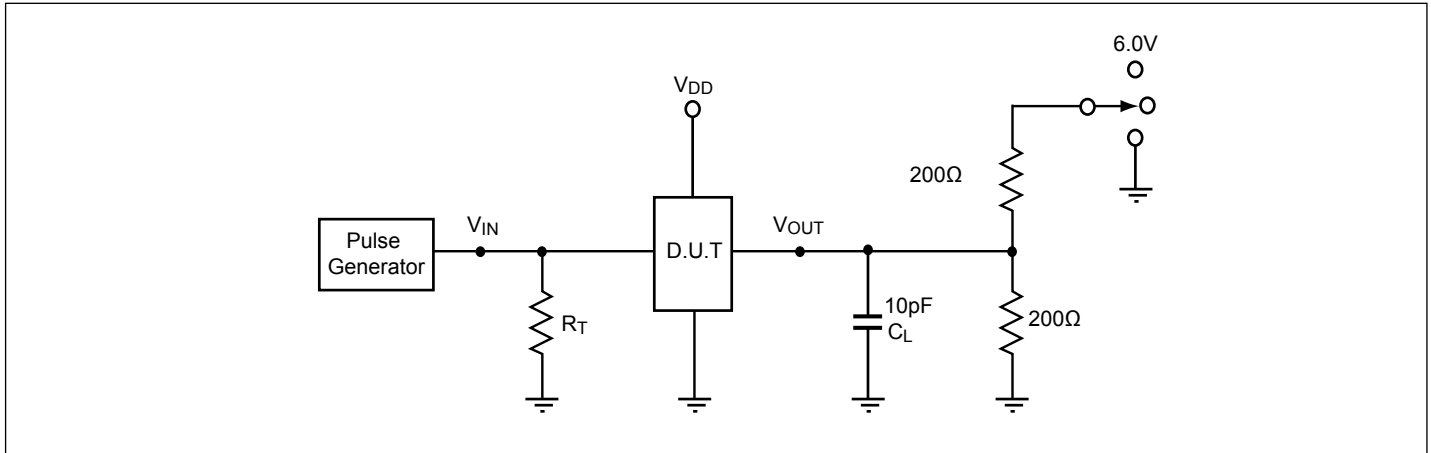 6.0V
VDD
200Ω
Pulse
Generator
VIN
D.U.T
VOUT
RT
10pF
CL
200Ω